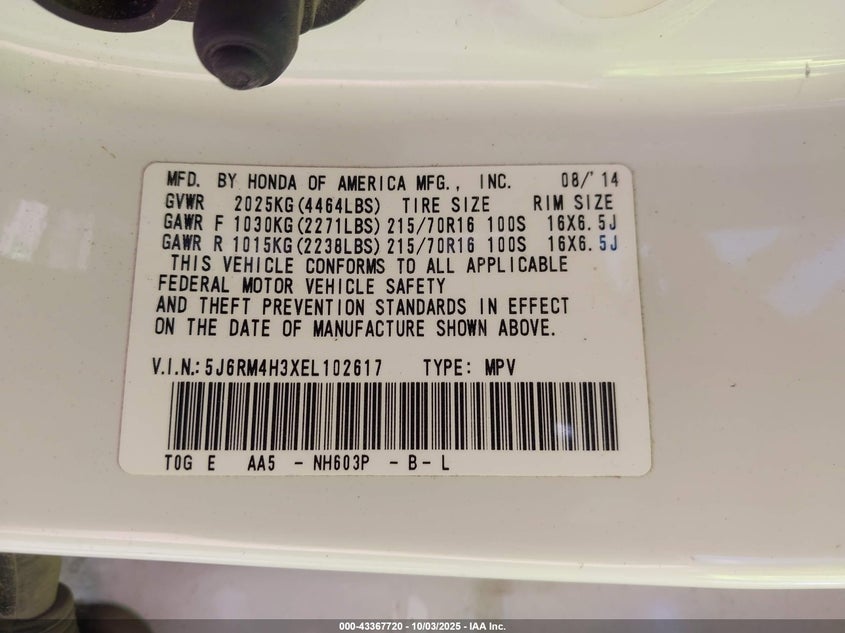 MFD. BY HONDA OF AMERICA MFG., INC. 08/'14
GVWR 2025KG(4464LBS) TIRE SIZE RIM SIZE
GAWR F 1030KG(2271LBS) 215/70R16 100S 16X6.5J
GAWR R 1015KG(2238LBS) 215/70R16 100S 16X6.5J
THIS VEHICLE CONFORMS TO ALL APPLICABLE
FEDERAL MOTOR VEHICLE SAFETY
AND THEFT PREVENTION STANDARDS IN EFFECT
ON THE DATE OF MANUFACTURE SHOWN ABOVE.
V.I.N.: 5J6RM4H3XEL102617 TYPE: MPV
T0G E AA5 - NH603P - B - L
000-43367720 - 10/03/2025 - IAA Inc.